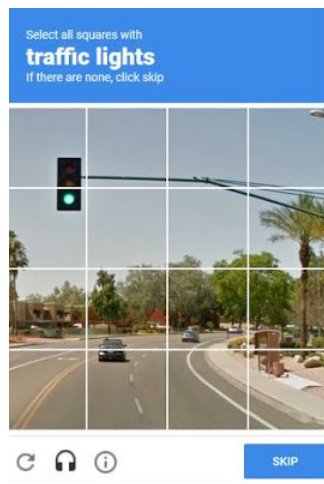 Select all squares with
traffic lights
If there are none, click skip
SKIP